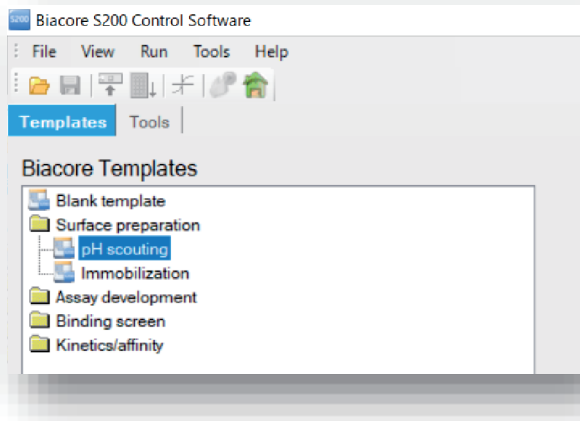 S200 Biacore S200 Control Software
File View Run Tools Help
Templates Tools
Biacore Templates
Blank template
Surface preparation
pH scouting
Immobilization
Assay development
Binding screen
Kinetics/affinity